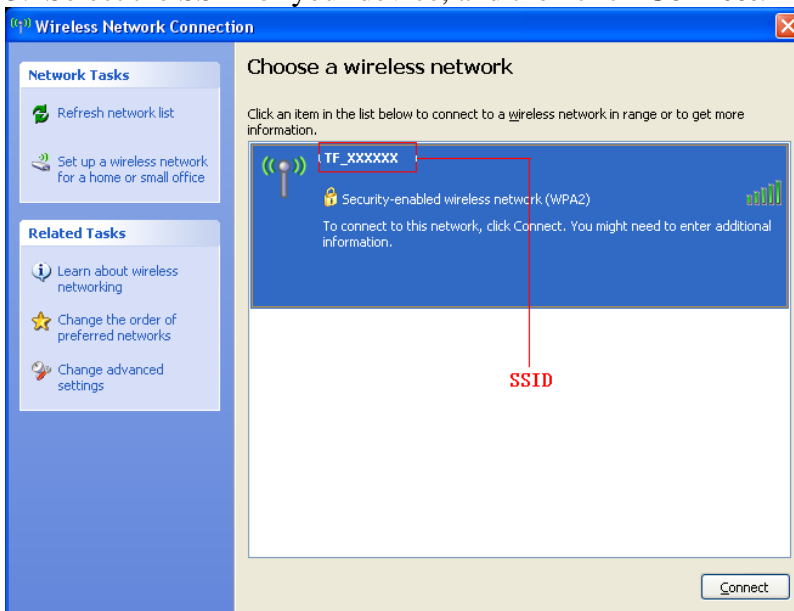 Wireless Network Connection
Network Tasks
Refresh network list
Set up a wireless network
for a home or small office
Related Tasks
Learn about wireless
networking
Change the order of
preferred networks
Change advanced
settings
Choose a wireless network
Click an item in the list below to connect to a wireless network in range or to get more
information.
TF_XXXXXX
Security-enabled wireless network (WPA2)
To connect to this network, click Connect. You might need to enter additional
information.
SSID
Connect